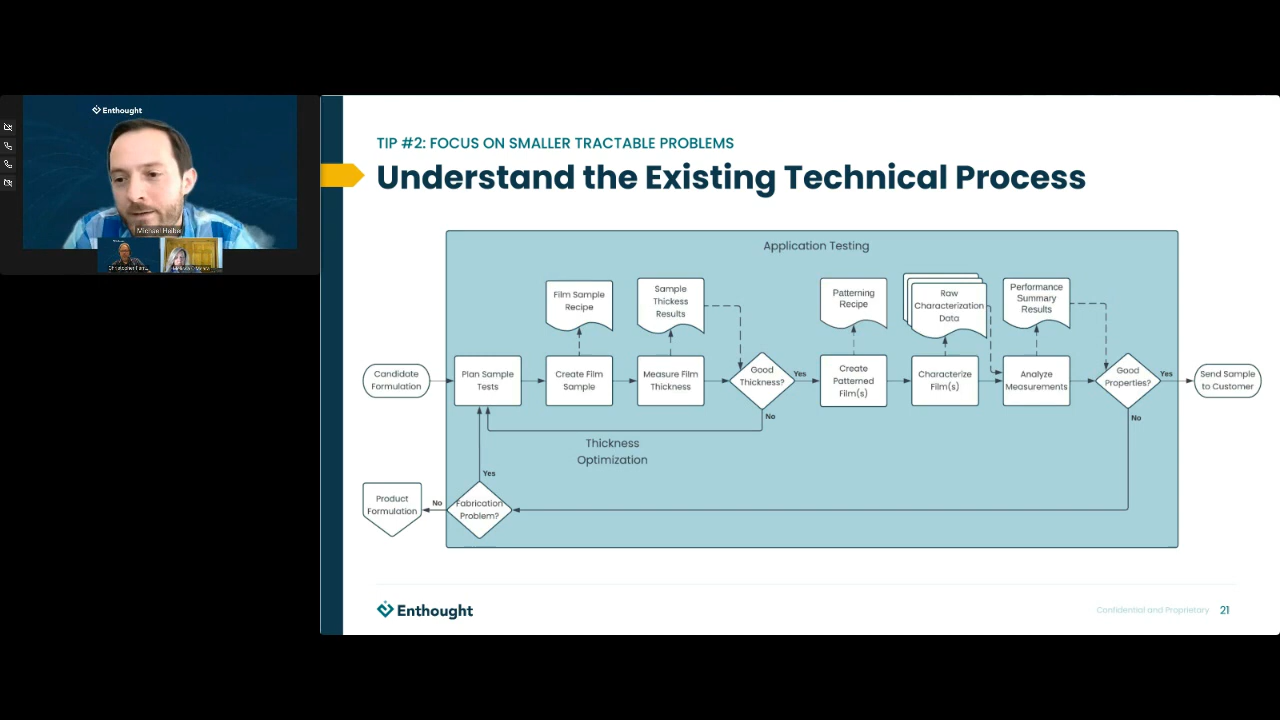 Enthought
Michael Heiber
TIP #2: FOCUS ON SMALLER TRACTABLE PROBLEMS
Understand the Existing Technical Process
Application Testing
Film Sample
Recipe
Sample
Thickess
Results
Patterning
Recipe
Raw
Characterization
Data
Performance
Summary
Results
Candidate
Formulation
Plan Sample
Tests
Create Film
Sample
Measure Film
Thickness
Good
Thickness?
Yes
Create
Patterned
Film(s)
Characterize
Film(s)
Analyze
Measurements
Good
Properties?
Yes
Send Sample
to Customer
No
No
Thickness
Optimization
Yes
Product
Formulation
No
Fabrication
Problem?
Enthought
Confidential and Proprietary
21